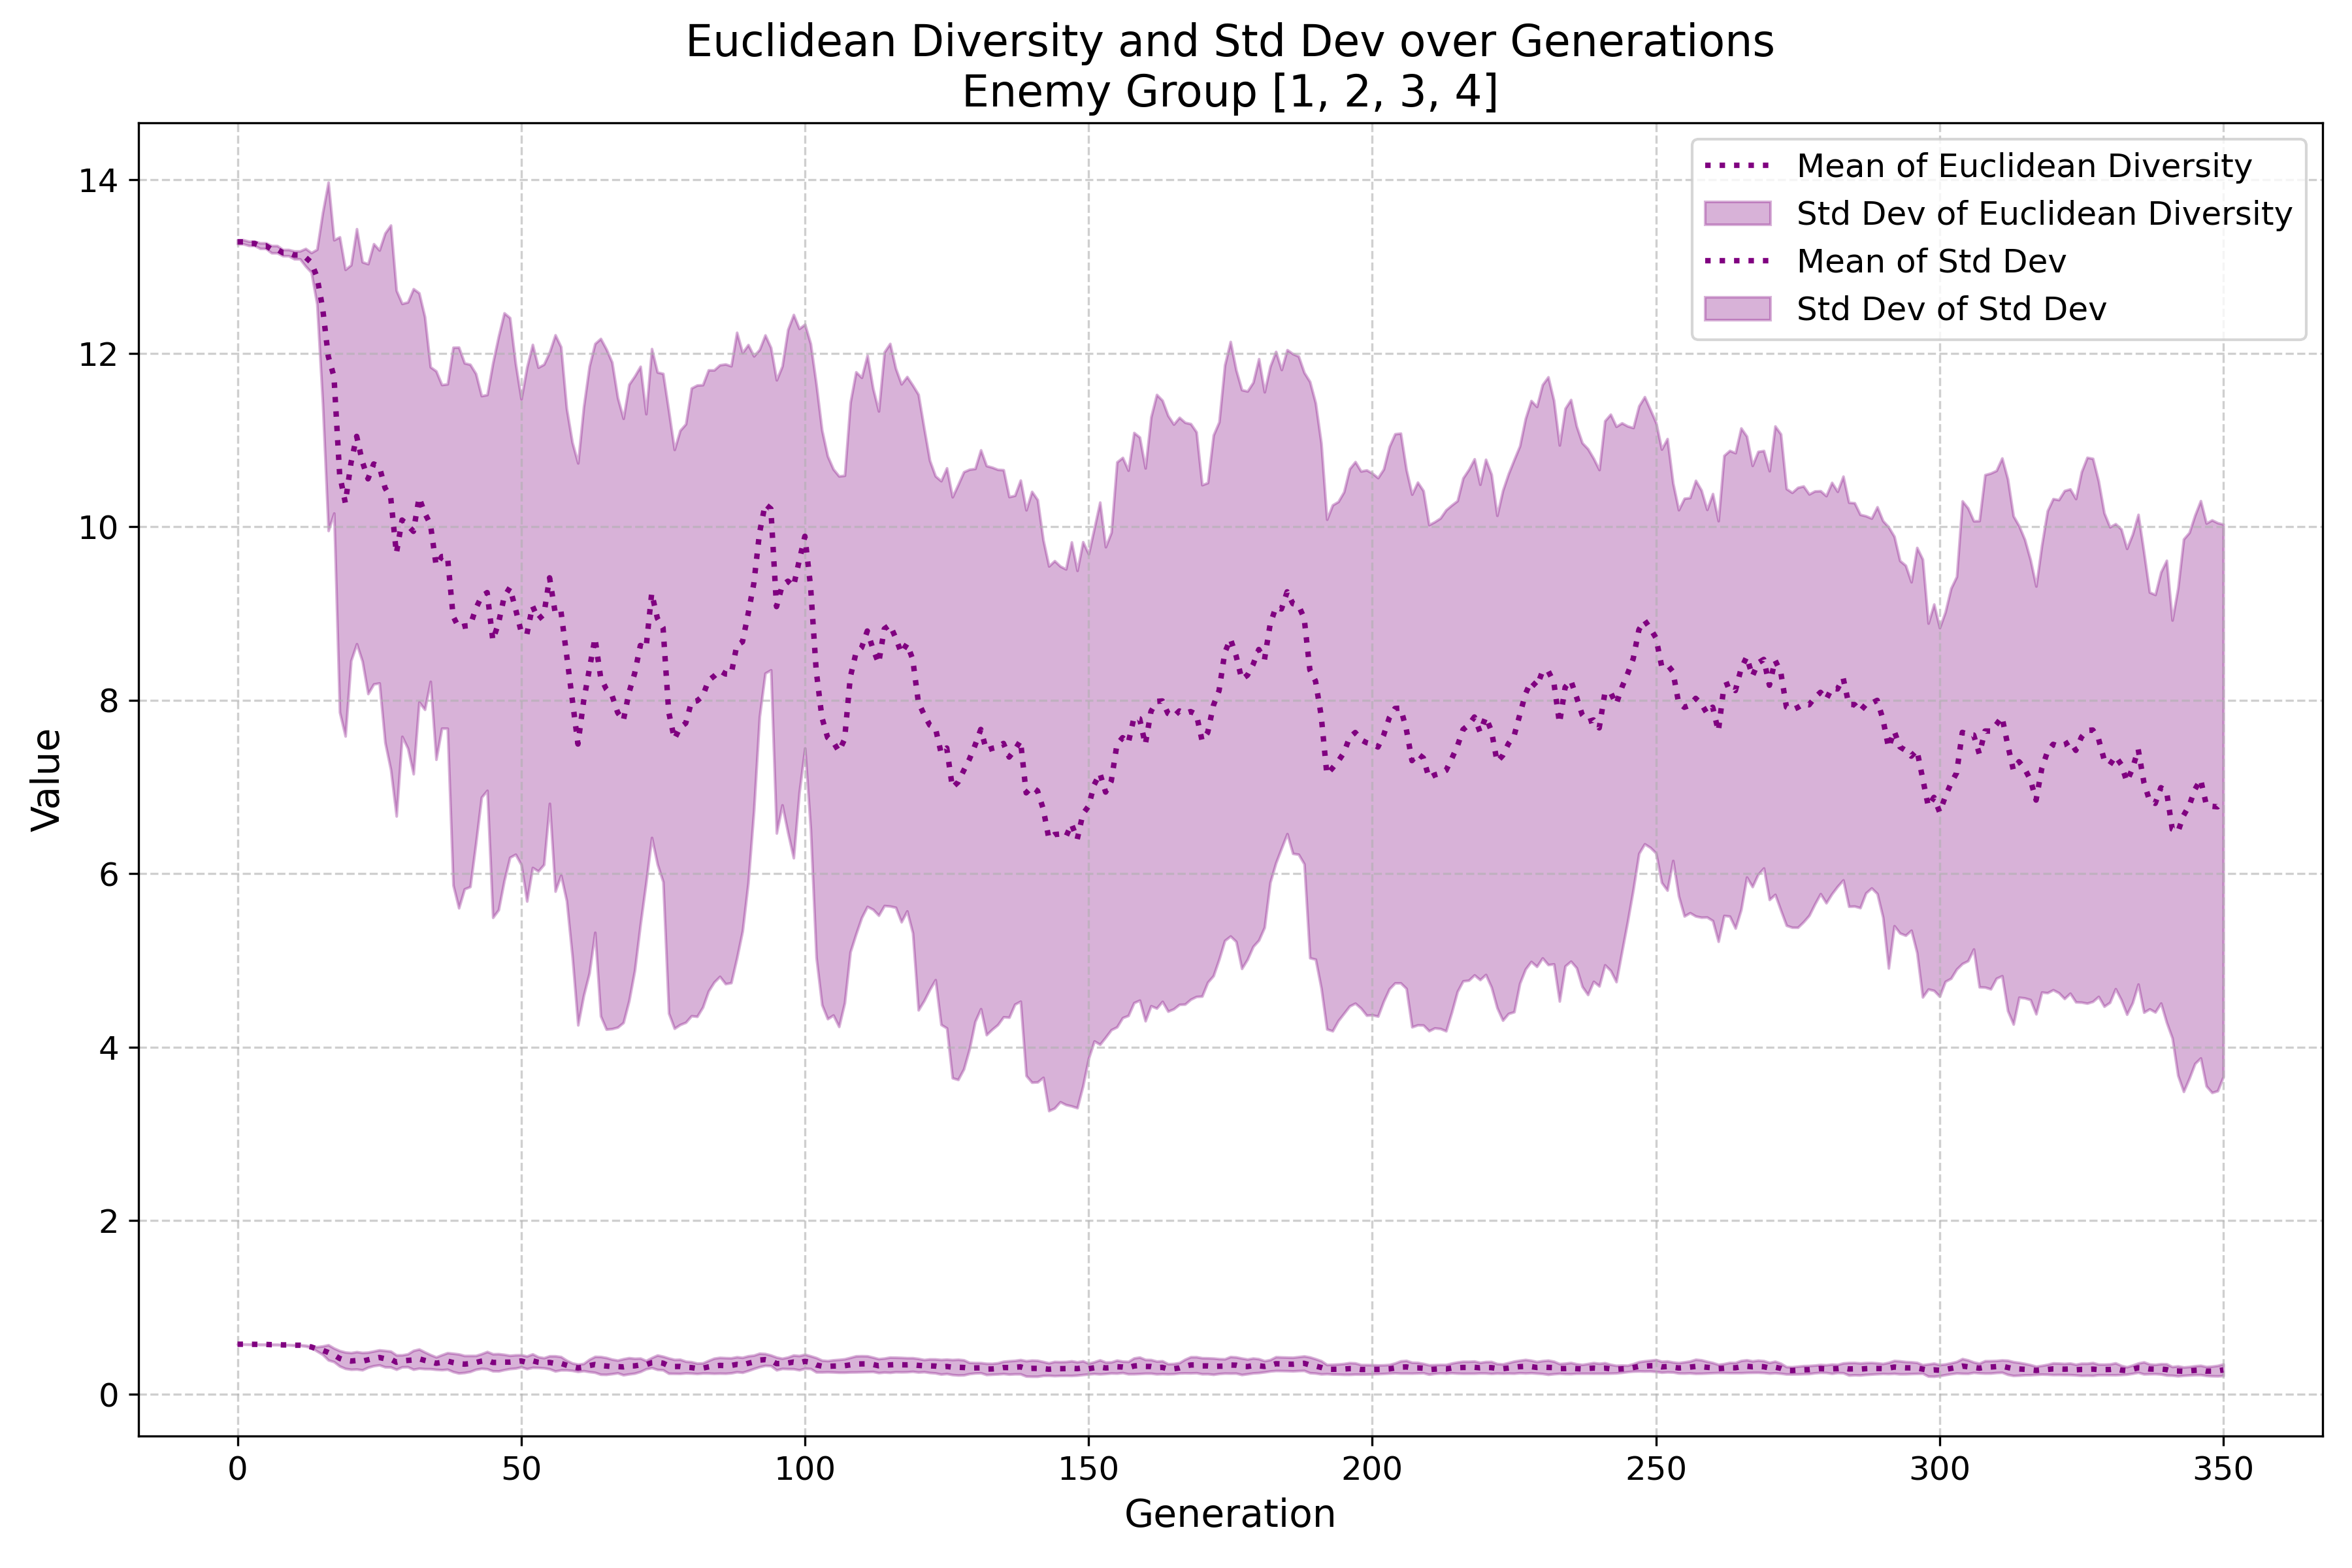 Euclidean Diversity and Std Dev over Generations
Enemy Group [1, 2, 3, 4]
Mean of Euclidean Diversity
Std Dev of Euclidean Diversity
Mean of Std Dev
Std Dev of Std Dev
Value
14
12
10
8
6
4
2
0
0 50 100 150 200 250 300 350
Generation